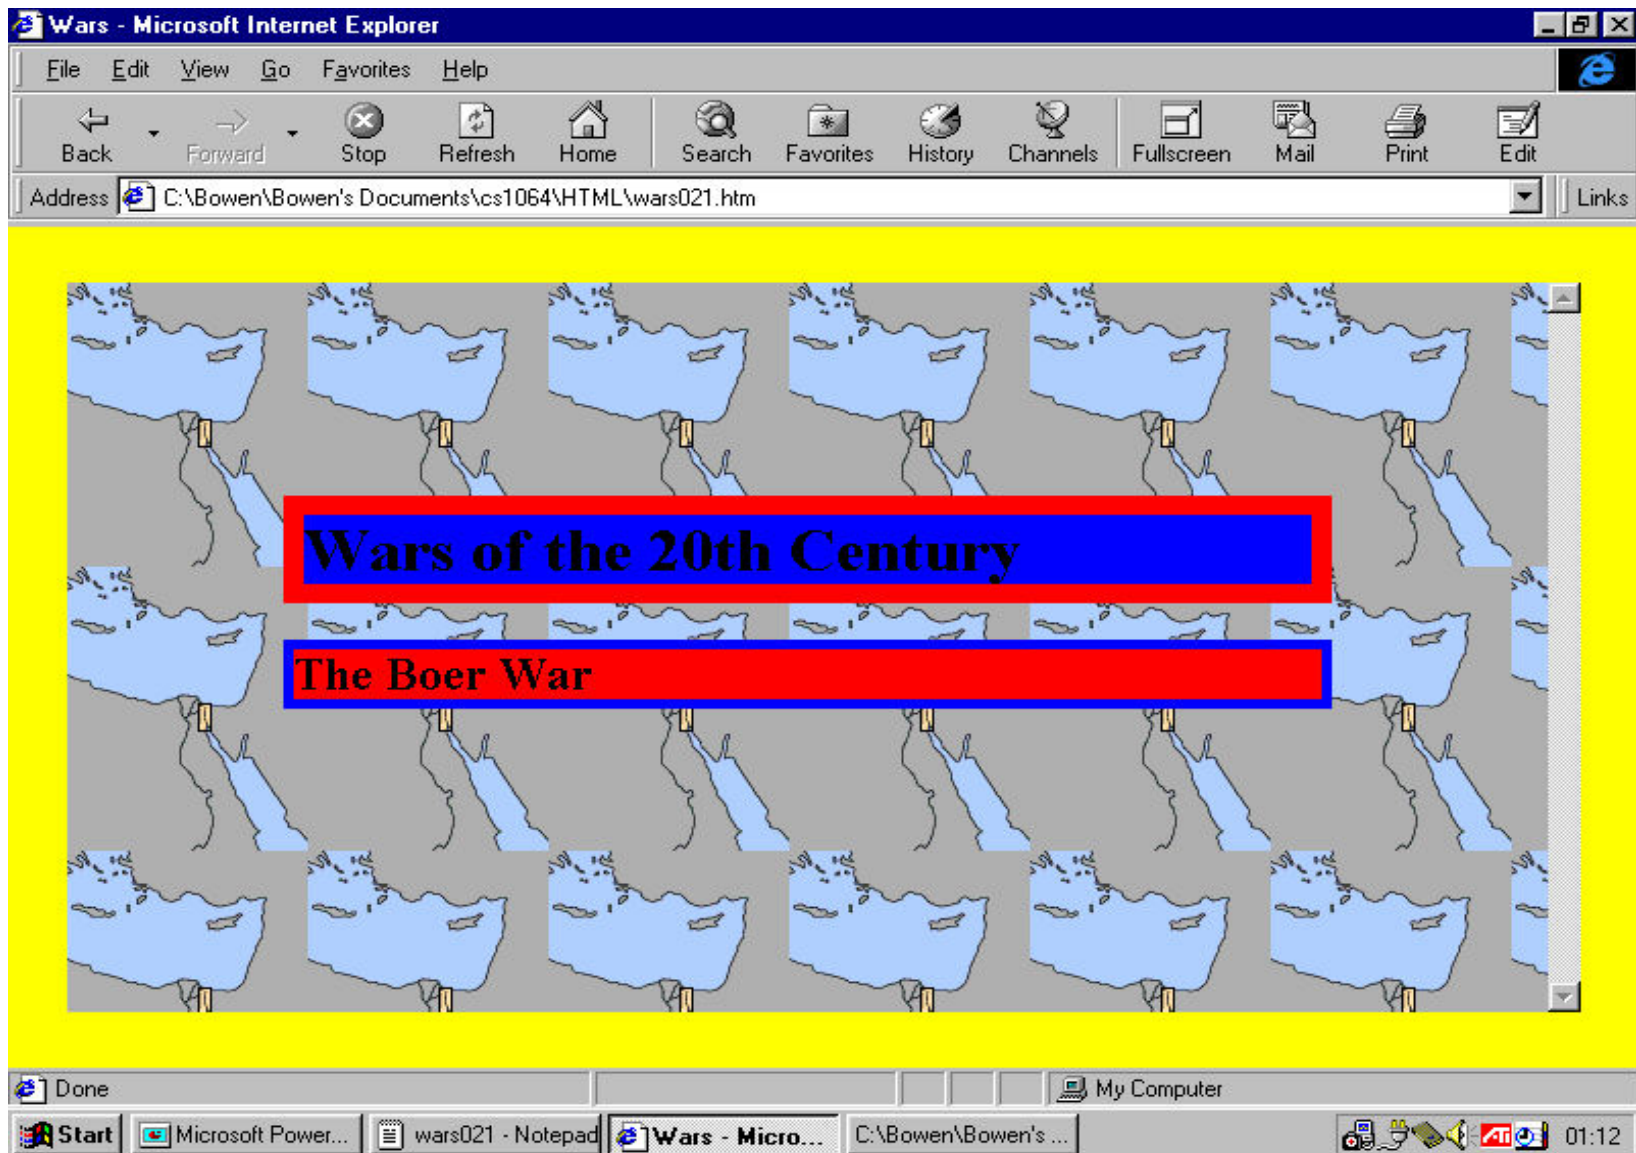 Wars - Microsoft Internet Explorer
File Edit View Go Favorites Help
Back Forward Stop Refresh Home Search Favorites History Channels Fullscreen Mail Print Edit
Address C:\Bowen\Bowen's Documents\cs1064\HTML\wars021.htm Links
Wars of the 20th Century
The Boer War
Done My Computer
Start Microsoft Power... wars021 - Notepad Wars - Micro... C:\Bowen\Bowen's ... ATI 01:12